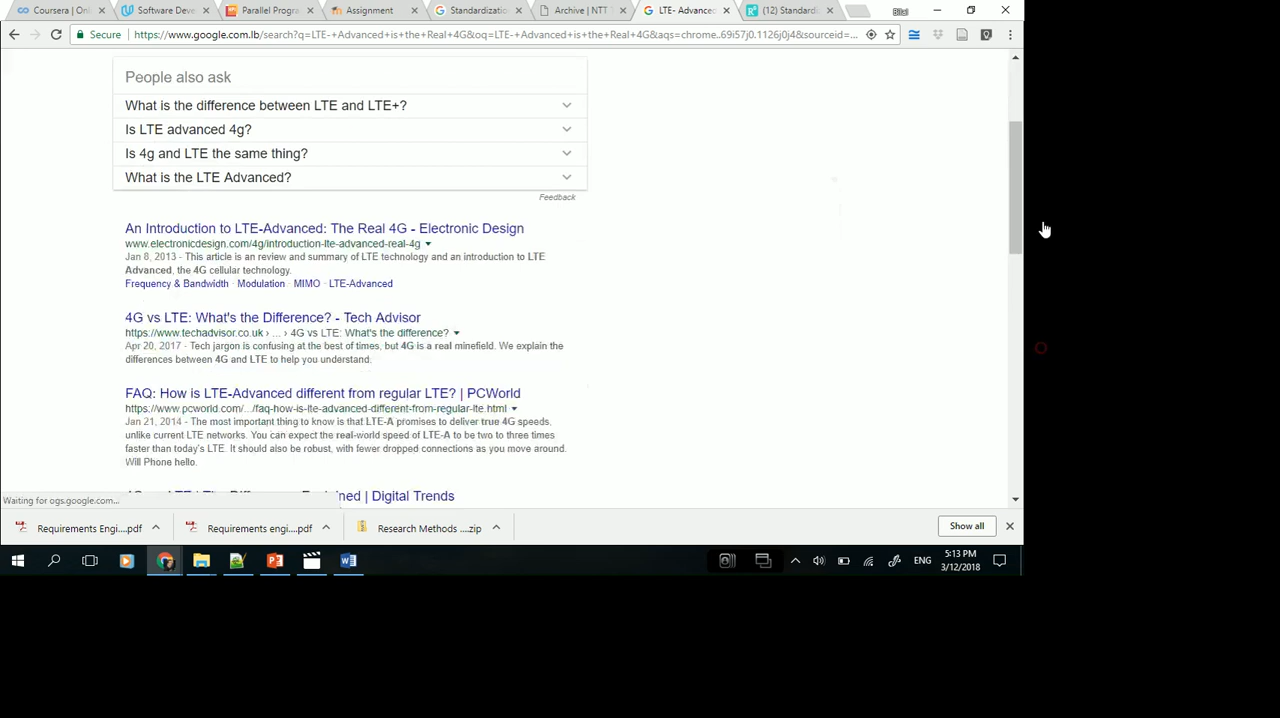 Coursera | Onl
Software Deve
Parallel Progra
Assignment
Standardizatio
Archive | NTT
LTE- Advanced
(12) Standardi
Bilal
Secure
https://www.google.com.lb/search?q=LTE-+Advanced+is+the+Real+4G&oq=LTE-+Advanced+is+the+Real+4G&aqs=chrome..69i57j0.1126j0j4&sourceid=...
People also ask
What is the difference between LTE and LTE+?
Is LTE advanced 4g?
Is 4g and LTE the same thing?
What is the LTE Advanced?
Feedback
An Introduction to LTE-Advanced: The Real 4G - Electronic Design
www.electronicdesign.com/4g/introduction-lte-advanced-real-4g
Jan 8, 2013 - This article is an review and summary of LTE technology and an introduction to LTE
Advanced, the 4G cellular technology.
Frequency & Bandwidth · Modulation · MIMO · LTE-Advanced
4G vs LTE: What's the Difference? - Tech Advisor
https://www.techadvisor.co.uk › ... › 4G vs LTE: What's the difference?
Apr 20, 2017 - Tech jargon is confusing at the best of times, but 4G is a real minefield. We explain the
differences between 4G and LTE to help you understand.
FAQ: How is LTE-Advanced different from regular LTE? | PCWorld
https://www.pcworld.com/.../faq-how-is-lte-advanced-different-from-regular-lte.html
Jan 21, 2014 - The most important thing to know is that LTE-A promises to deliver true 4G speeds,
unlike current LTE networks. You can expect the real-world speed of LTE-A to be two to three times
faster than today's LTE. It should also be robust, with fewer dropped connections as you move around.
Will Phone hello.
| Digital Trends
Waiting for ogs.google.com...
Requirements Engi....pdf
Requirements engi....pdf
Research Methods ....zip
Show all
ENG
5:13 PM
3/12/2018